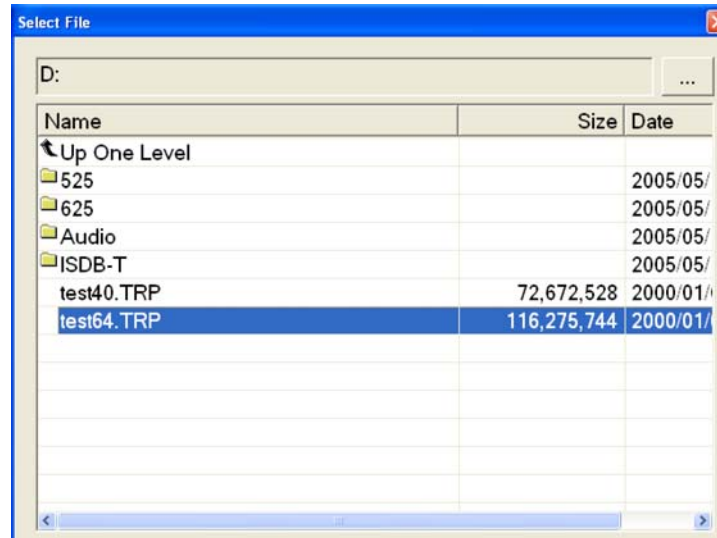 Select File
D:
...
Name Size Date
Up One Level
525 2005/05/
625 2005/05/
Audio 2005/05/
ISDB-T 2005/05/
test40.TRP 72,672,528 2000/01/
test64.TRP 116,275,744 2000/01/